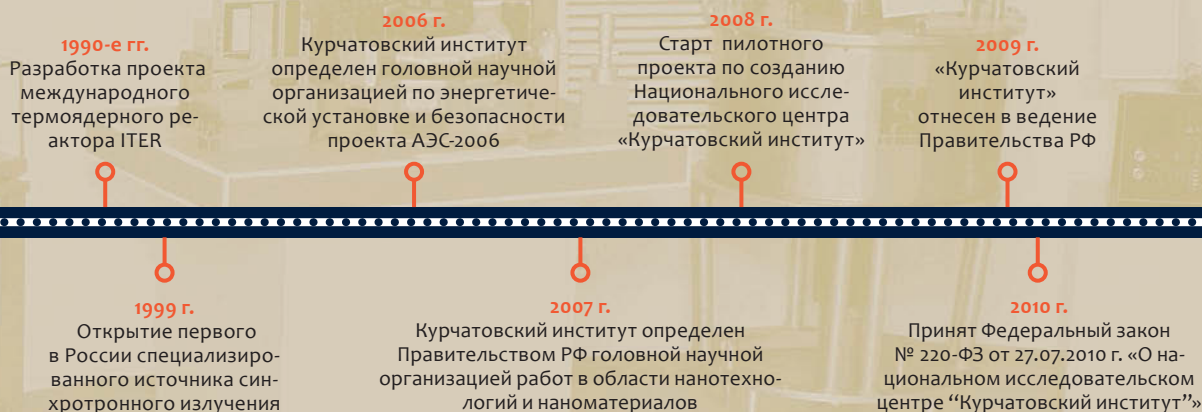 1990-е гг.
Разработка проекта
международного
термоядерного ре-
актора ITER
2006 г.
Курчатовский институт
определен головной научной
организацией по энергетиче-
ской установке и безопасности
проекта АЭС-2006
2008 г.
Старт пилотного
проекта по созданию
Национального иссле-
довательского центра
«Курчатовский институт»
2009 г.
«Курчатовский
институт»
отнесен в ведение
Правительства РФ
1999 г.
Открытие первого
в России специализиро-
ванного источника син-
хротронного излучения
2007 г.
Курчатовский институт определен
Правительством РФ головной научной
организацией работ в области нанотехно-
логий и наноматериалов
2010 г.
Принят Федеральный закон
№ 220-ФЗ от 27.07.2010 г. «О на-
циональном исследовательском
центре “Курчатовский институт”»